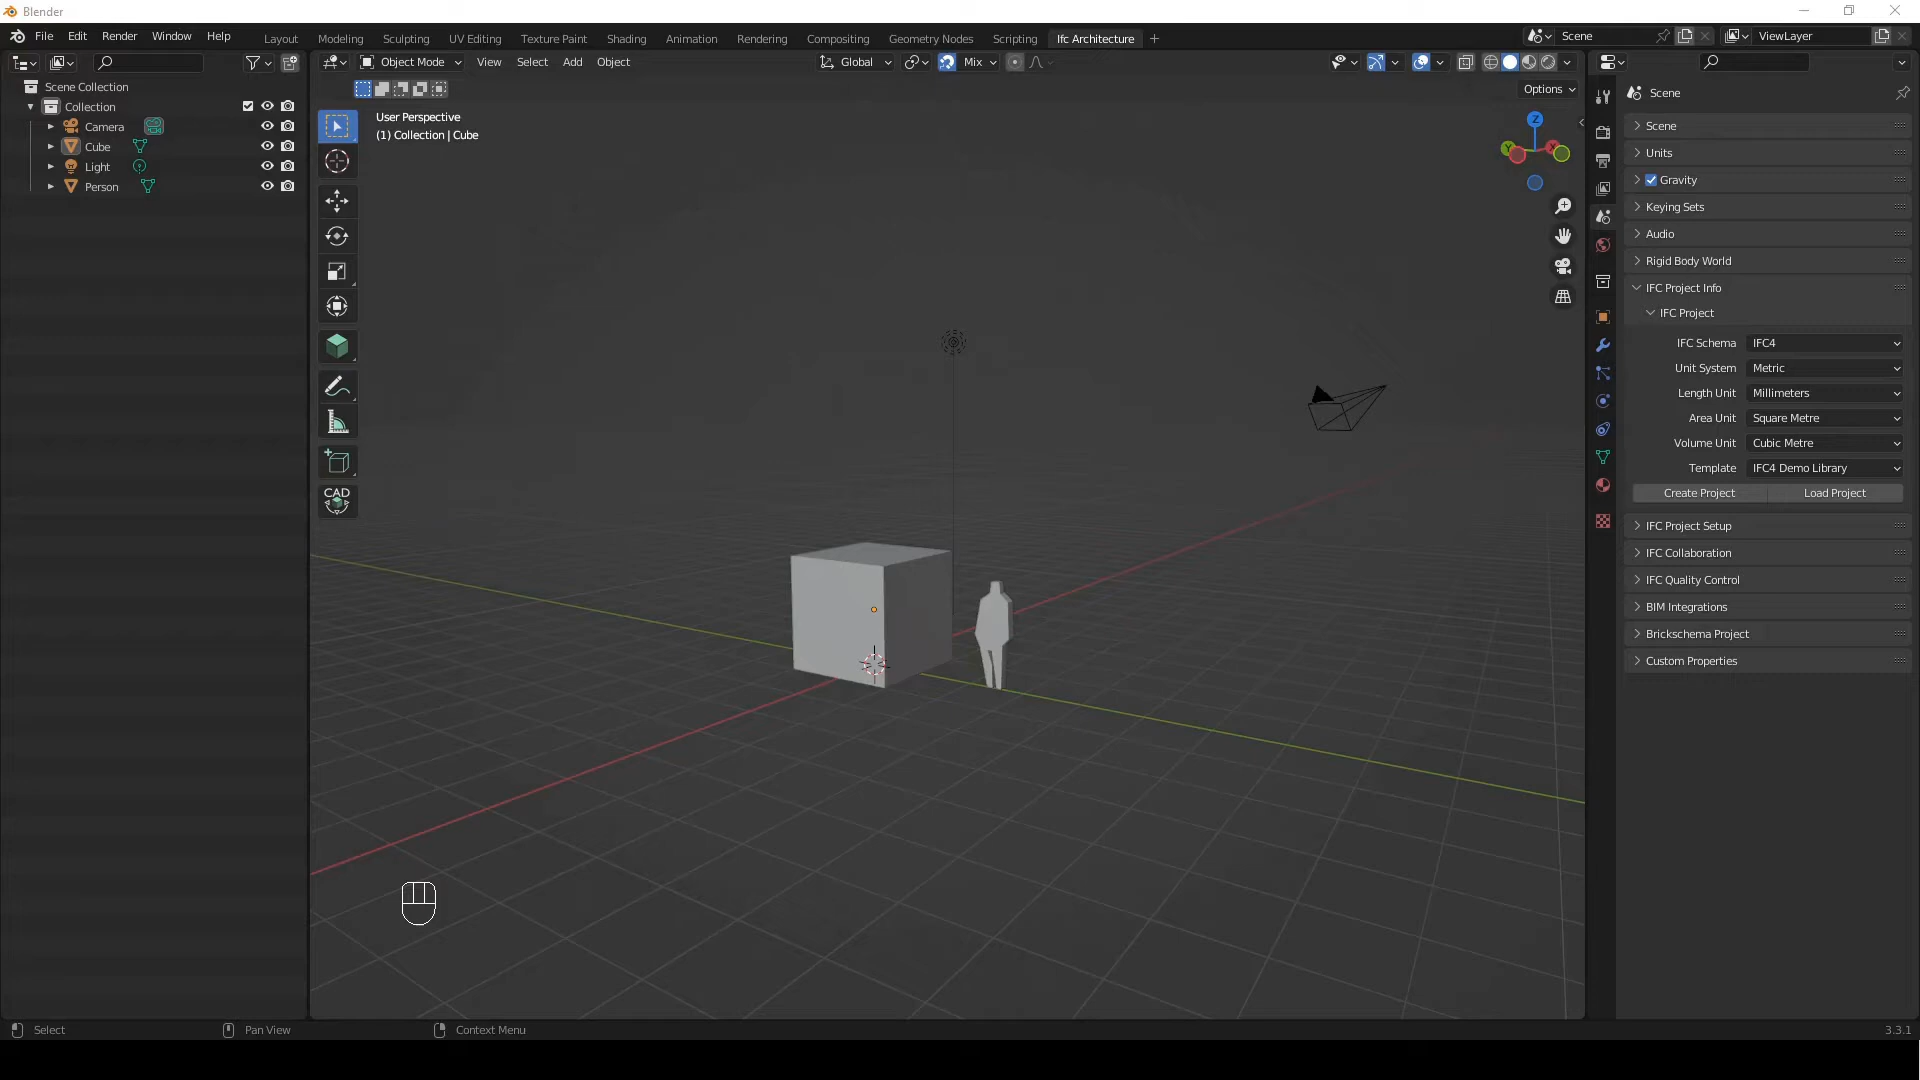 Blender
File Edit Render Window Help
Layout Modeling Sculpting UV Editing Texture Paint Shading Animation Rendering Compositing Geometry Nodes Scripting Ifc Architecture
Scene
ViewLayer
Object Mode View Select Add Object
Global
Mix
Options
Scene Collection
Collection
Camera
Cube
Light
Person
User Perspective
(1) Collection | Cube
CAD
Z
Y
X
Scene
Scene
Units
Gravity
Keying Sets
Audio
Rigid Body World
IFC Project Info
IFC Project
IFC Schema IFC4
Unit System Metric
Length Unit Millimeters
Area Unit Square Metre
Volume Unit Cubic Metre
Template IFC4 Demo Library
Create Project Load Project
IFC Project Setup
IFC Collaboration
IFC Quality Control
BIM Integrations
Brickschema Project
Custom Properties
Select Pan View Context Menu 3.3.1